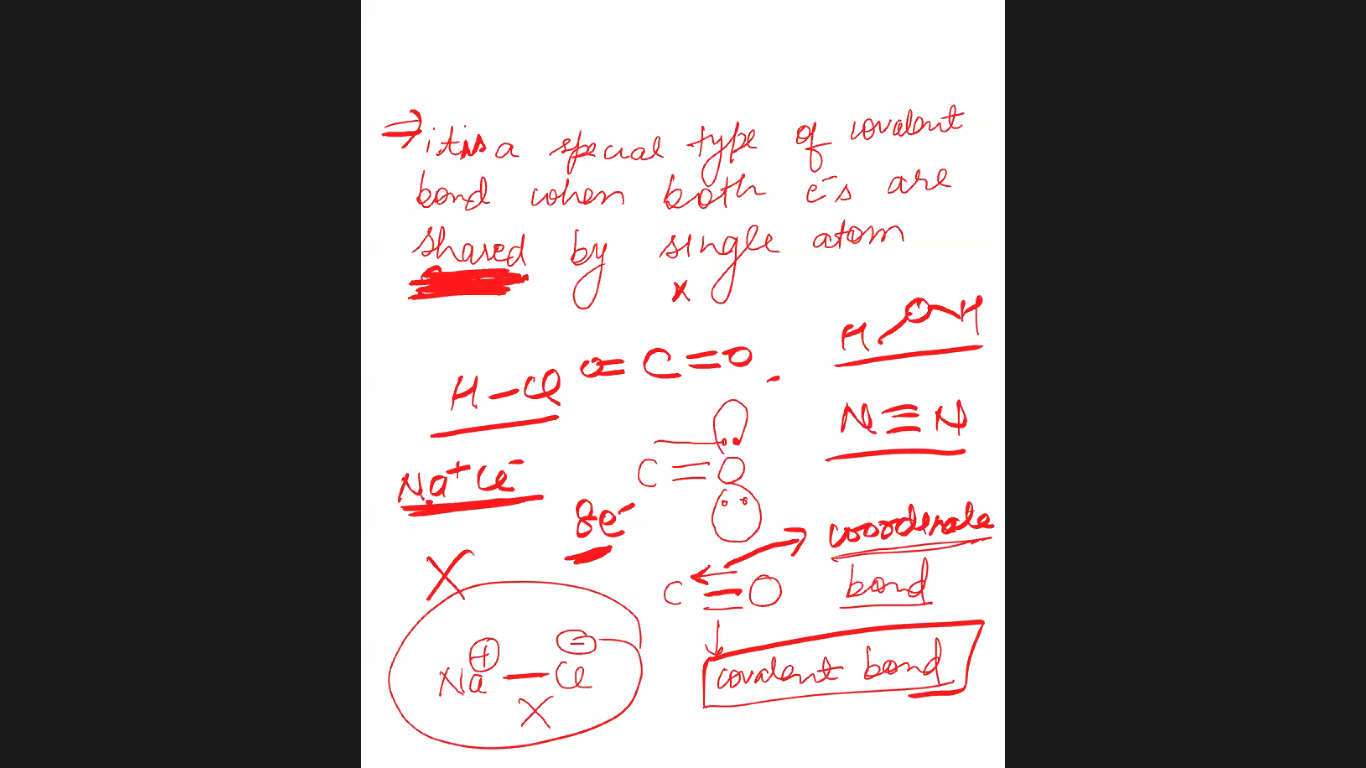 ⇒ it is a special type of covalent
bond when both e⁻s are
shared by single atom
x
H–O–H
O=C=O
H–Cl
N≡N
C=O
Na⁺Cl⁻
8e⁻
coordenate
bond
C≡O
X
Na⊕–Cl⊖
covalent bond
X